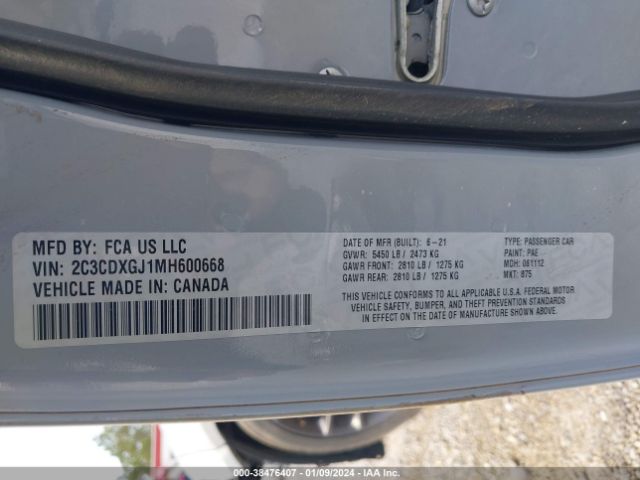 MFD BY: FCA US LLC
VIN: 2C3CDXGJ1MH600668
VEHICLE MADE IN: CANADA
DATE OF MFR (BUILT): 6-21
GVWR: 5450 LB / 2473 KG
GAWR FRONT: 2810 LB / 1275 KG
GAWR REAR: 2810 LB / 1275 KG
TYPE: PASSENGER CAR
PAINT: PAE
MDH: 061112
MKT: 875
THIS VEHICLE CONFORMS TO ALL APPLICABLE U.S.A. FEDERAL MOTOR
VEHICLE SAFETY, BUMPER, AND THEFT PREVENTION STANDARDS
IN EFFECT ON THE DATE OF MANUFACTURE SHOWN ABOVE.
000-38476407 - 01/09/2024 - IAA Inc.